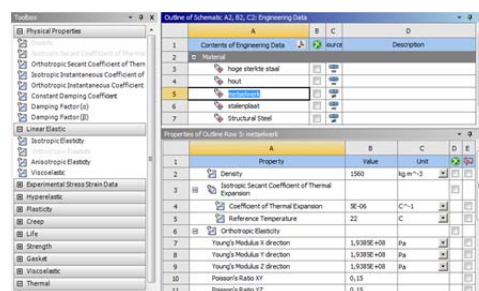 Toolbox
Physical Properties
Density
Isotropic Secant Coefficient of Thermal
Orthotropic Secant Coefficient of Therm
Isotropic Instantaneous Coefficient of
Orthotropic Instantaneous Coefficient
Constant Damping Coefficient
Damping Factor (α)
Damping Factor (β)
Linear Elastic
Isotropic Elasticity
Orthotropic Elasticity
Anisotropic Elasticity
Viscoelastic
Experimental Stress Strain Data
Hyperelastic
Plasticity
Creep
Life
Strength
Gasket
Viscoelastic
Thermal
Outline of Schematic A2, B2, C2: Engineering Data
A B C D
1 Contents of Engineering Data ource Description
2 Material
3 hoge sterkte staal
4 hout
5 metselwerk
6 stalenplaat
7 Structural Steel
Properties of Outline Row 5: metselwerk
A B C D E
1 Property Value Unit
2 Density 1560 kg m^-3
3 Isotropic Secant Coefficient of Thermal Expansion
4 Coefficient of Thermal Expansion 5E-06 C^-1
5 Reference Temperature 22 C
6 Orthotropic Elasticity
7 Young's Modulus X direction 1,9385E+08 Pa
8 Young's Modulus Y direction 1,9385E+08 Pa
9 Young's Modulus Z direction 1,9385E+08 Pa
10 Poisson's Ratio XY 0,15
11 Poisson's Ratio YZ 0,15